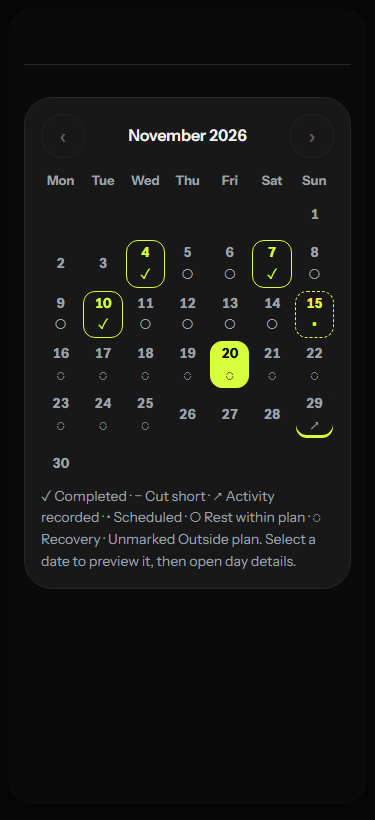 ‹ November 2026 ›
Mon Tue Wed Thu Fri Sat Sun
1
2 3 4 5 6 7 8
✓ ○ ○ ✓ ○
9 10 11 12 13 14 15
○ ✓ ○ ○ ○ ○ ▪
16 17 18 19 20 21 22
◌ ◌ ◌ ◌ ◌ ◌ ◌
23 24 25 26 27 28 29
◌ ◌ ◌ ↗
30
✓ Completed · – Cut short · ↗ Activity
recorded · • Scheduled · ○ Rest within plan · ◌
Recovery · Unmarked Outside plan. Select a
date to preview it, then open day details.